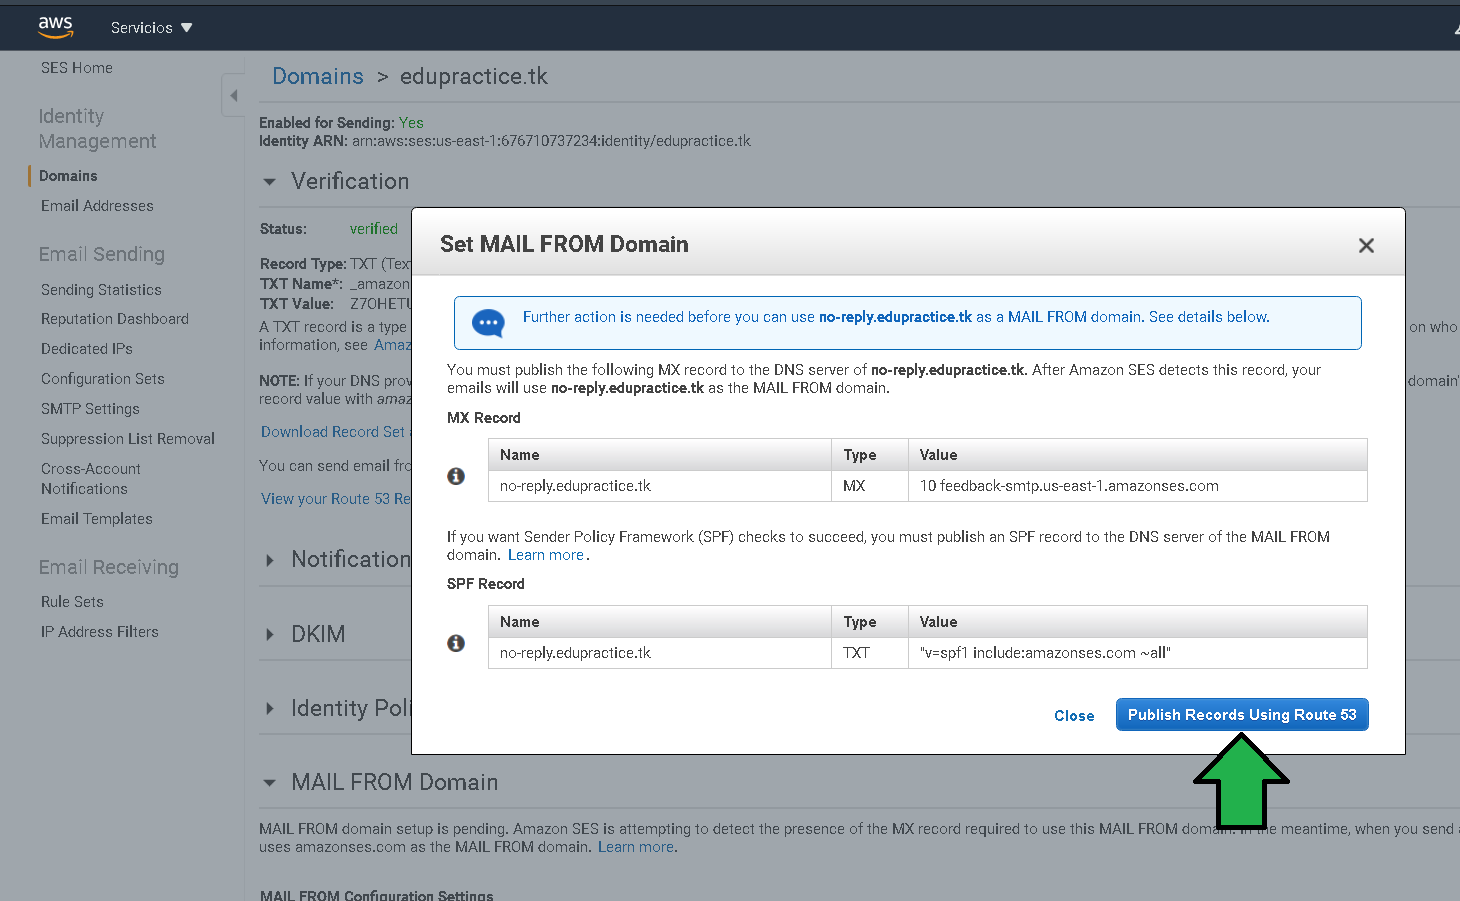 aws
Servicios
SES Home
Identity
Management
Domains
Email Addresses
Email Sending
Sending Statistics
Reputation Dashboard
Dedicated IPs
Configuration Sets
SMTP Settings
Suppression List Removal
Cross-Account
Notifications
Email Templates
Email Receiving
Rule Sets
IP Address Filters
Domains > edupractice.tk
Enabled for Sending: Yes
Identity ARN: arn:aws:ses:us-east-1:676710737234:identity/edupractice.tk
Verification
Status: verified
Record Type: TXT (Tex
TXT Name*: _amazon
TXT Value: Z7OHETU
A TXT record is a type
on who
information, see Amaz
NOTE: If your DNS prov
domain'
record value with amaz
Download Record Set a
You can send email fro
View your Route 53 Re
Notification
DKIM
Identity Poli
MAIL FROM Domain
MAIL FROM domain setup is pending. Amazon SES is attempting to detect the presence of the MX record required to use this MAIL FROM domain. In the meantime, when you send a
uses amazonses.com as the MAIL FROM domain. Learn more.
MAIL FROM Configuration Settings
Set MAIL FROM Domain
Further action is needed before you can use no-reply.edupractice.tk as a MAIL FROM domain. See details below.
You must publish the following MX record to the DNS server of no-reply.edupractice.tk. After Amazon SES detects this record, your
emails will use no-reply.edupractice.tk as the MAIL FROM domain.
MX Record
Name Type Value
no-reply.edupractice.tk MX 10 feedback-smtp.us-east-1.amazonses.com
If you want Sender Policy Framework (SPF) checks to succeed, you must publish an SPF record to the DNS server of the MAIL FROM
domain. Learn more.
SPF Record
Name Type Value
no-reply.edupractice.tk TXT "v=spf1 include:amazonses.com ~all"
Close Publish Records Using Route 53